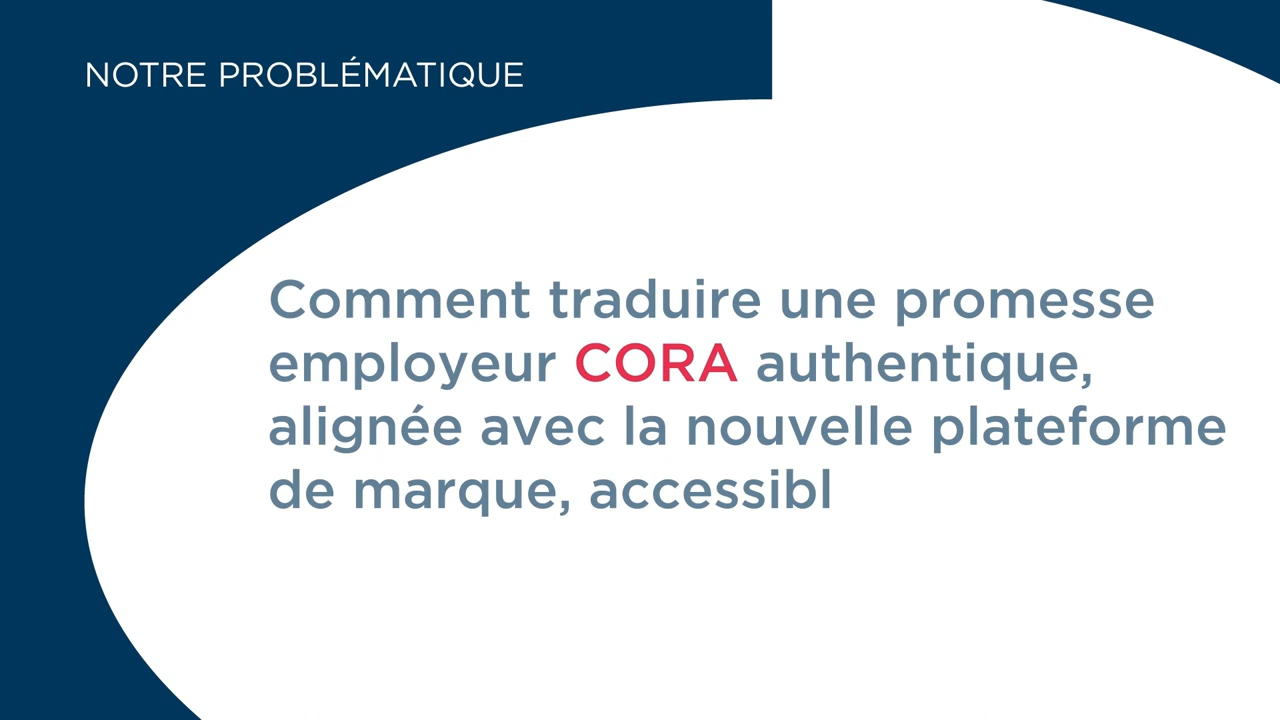 NOTRE PROBLÉMATIQUE
Comment traduire une promesse
employeur CORA authentique,
alignée avec la nouvelle plateforme
de marque, accessibl